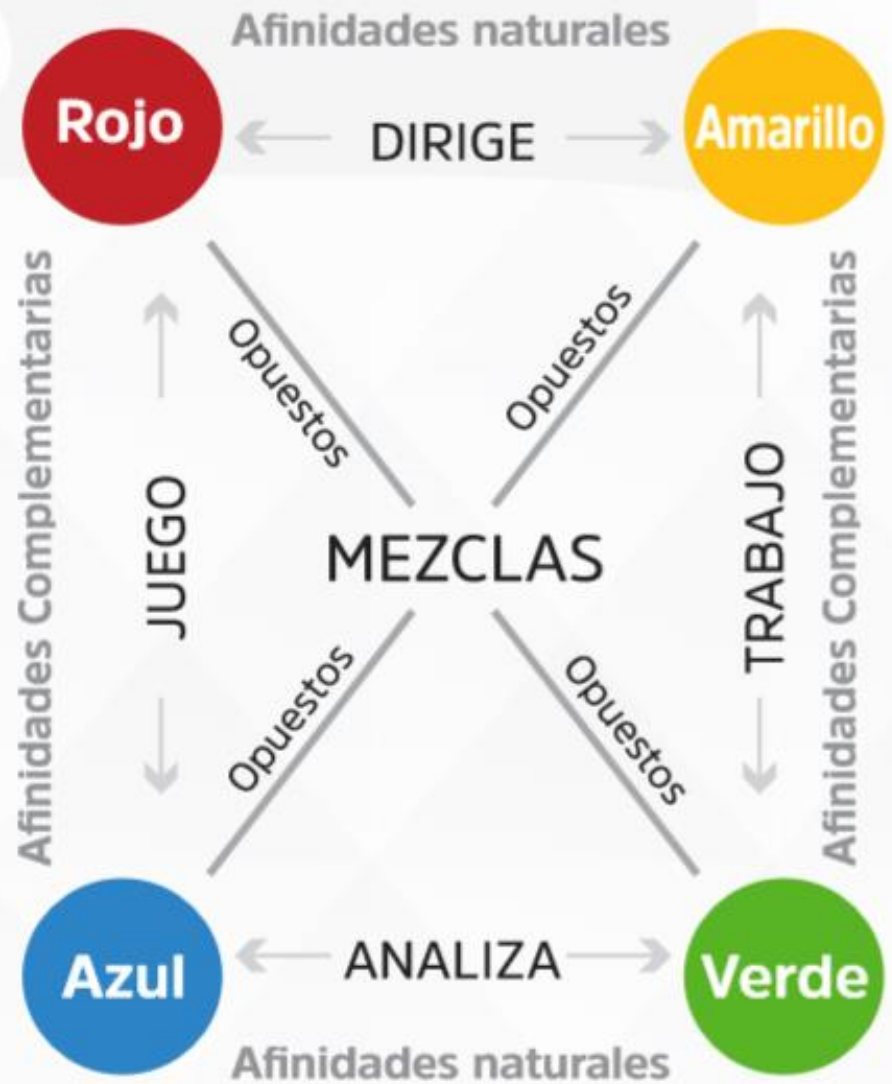 Afinidades naturales
Rojo
DIRIGE
Amarillo
Afinidades Complementarias
JUEGO
Opuestos
Opuestos
TRABAJO
Afinidades Complementarias
MEZCLAS
Opuestos
Opuestos
Azul
ANALIZA
Verde
Afinidades naturales